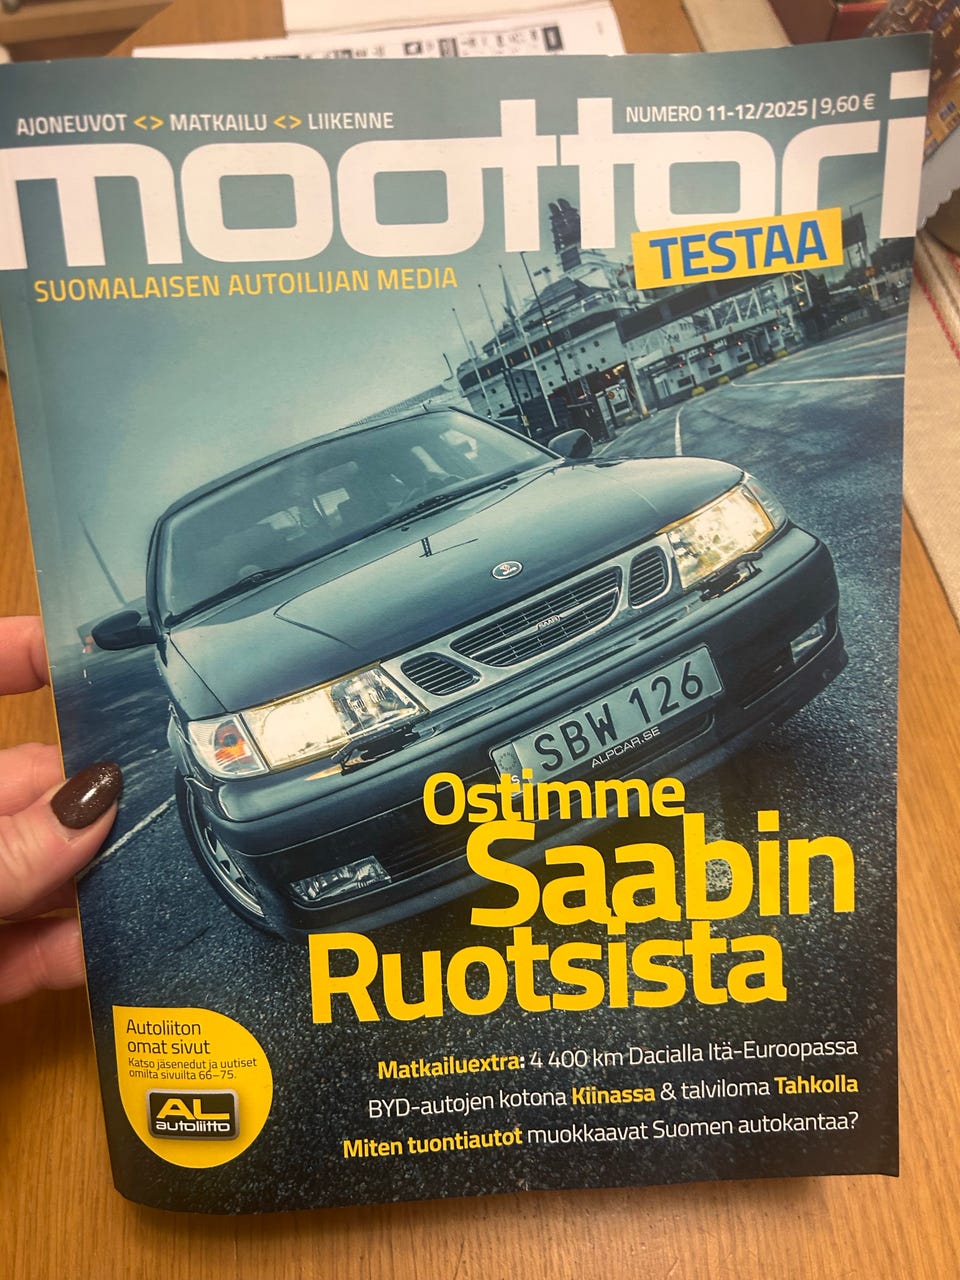 AJONEUVOT <> MATKAILU <> LIIKENNE
NUMERO 11-12/2025 | 9,60 €
moottori
TESTAA
SUOMALAISEN AUTOILIJAN MEDIA
SAAB
SBW 126
S
ALPCAR.SE
Ostimme
Saabin
Ruotsista
Autoliiton
omat sivut
Katso jäsenedut ja uutiset
omilta sivuilta 66–75.
AL
autoliitto
Matkailuextra: 4 400 km Dacialla Itä-Euroopassa
BYD-autojen kotona Kiinassa & talviloma Tahkolla
Miten tuontiautot muokkaavat Suomen autokantaa?